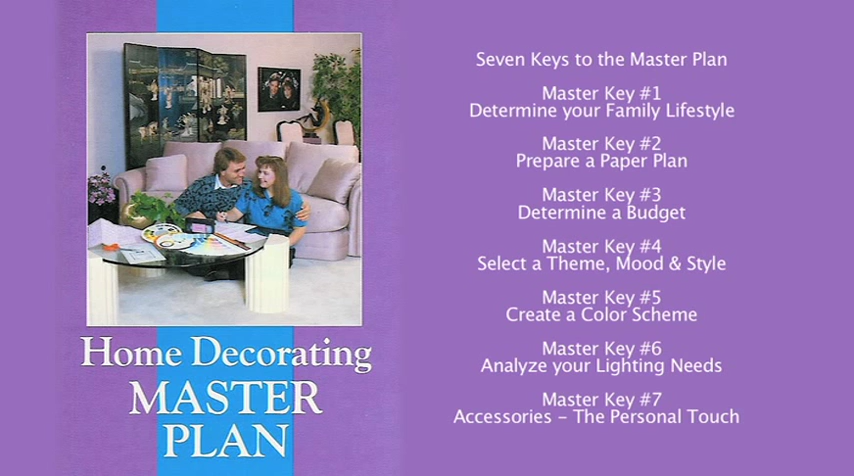 Home Decorating
MASTER
PLAN
Seven Keys to the Master Plan
Master Key #1
Determine your Family Lifestyle
Master Key #2
Prepare a Paper Plan
Master Key #3
Determine a Budget
Master Key #4
Select a Theme, Mood & Style
Master Key #5
Create a Color Scheme
Master Key #6
Analyze your Lighting Needs
Master Key #7
Accessories – The Personal Touch